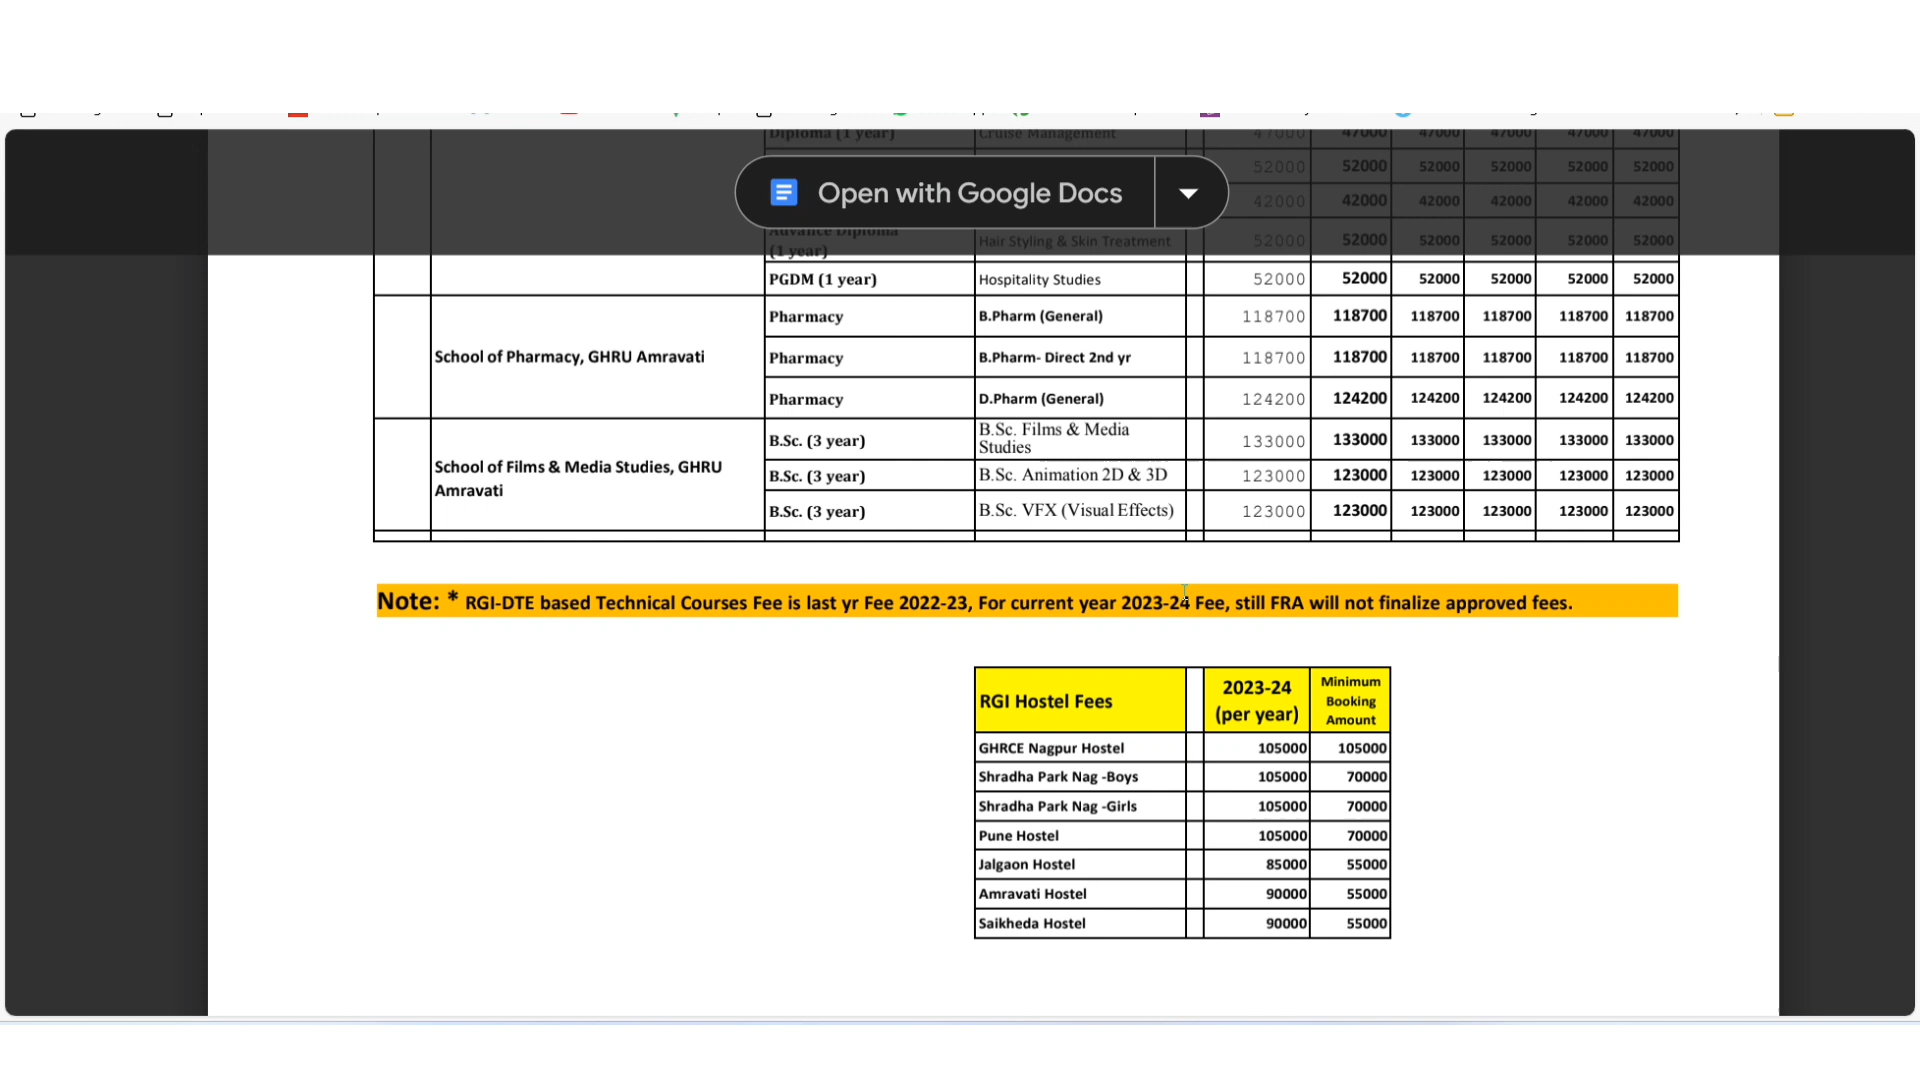 Diploma (1 year) Cruise Management 47000 47000 47000 47000 47000 47000
52000 52000 52000 52000 52000 52000
42000 42000 42000 42000 42000 42000
Open with Google Docs
Advance Diploma
(1 year) Hair Styling & Skin Treatment 52000 52000 52000 52000 52000 52000
PGDM (1 year) Hospitality Studies 52000 52000 52000 52000 52000 52000
Pharmacy B.Pharm (General) 118700 118700 118700 118700 118700 118700
School of Pharmacy, GHRU Amravati Pharmacy B.Pharm- Direct 2nd yr 118700 118700 118700 118700 118700 118700
Pharmacy D.Pharm (General) 124200 124200 124200 124200 124200 124200
B.Sc. (3 year) B.Sc. Films & Media
Studies 133000 133000 133000 133000 133000 133000
School of Films & Media Studies, GHRU
Amravati B.Sc. (3 year) B.Sc. Animation 2D & 3D 123000 123000 123000 123000 123000 123000
B.Sc. (3 year) B.Sc. VFX (Visual Effects) 123000 123000 123000 123000 123000 123000
Note: * RGI-DTE based Technical Courses Fee is last yr Fee 2022-23, For current year 2023-24 Fee, still FRA will not finalize approved fees.
RGI Hostel Fees 2023-24
(per year) Minimum
Booking
Amount
GHRCE Nagpur Hostel 105000 105000
Shradha Park Nag -Boys 105000 70000
Shradha Park Nag -Girls 105000 70000
Pune Hostel 105000 70000
Jalgaon Hostel 85000 55000
Amravati Hostel 90000 55000
Saikheda Hostel 90000 55000